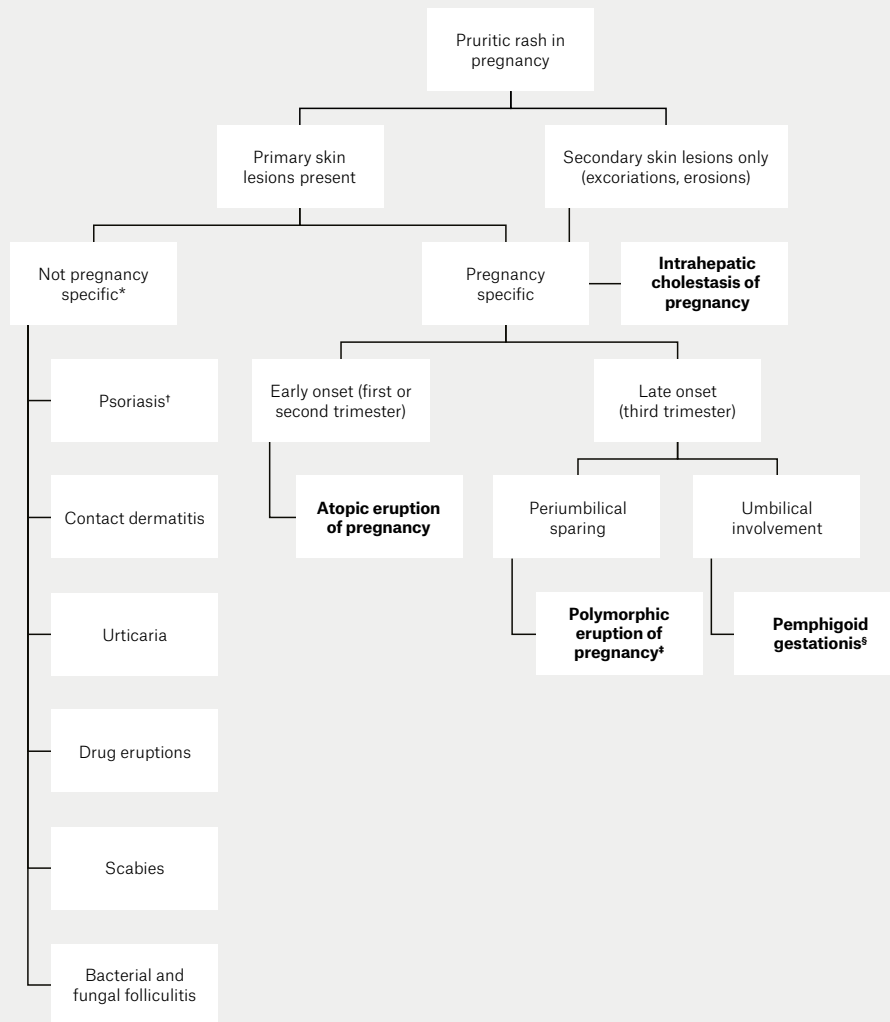 Pruritic rash in
pregnancy
Primary skin
lesions present
Secondary skin lesions only
(excoriations, erosions)
Not pregnancy
specific*
Pregnancy
specific
Intrahepatic
cholestasis of
pregnancy
Psoriasis†
Early onset (first or
second trimester)
Late onset
(third trimester)
Contact dermatitis
Atopic eruption
of pregnancy
Periumbilical
sparing
Umbilical
involvement
Urticaria
Polymorphic
eruption of
pregnancy‡
Pemphigoid
gestationis§
Drug eruptions
Scabies
Bacterial and
fungal folliculitis